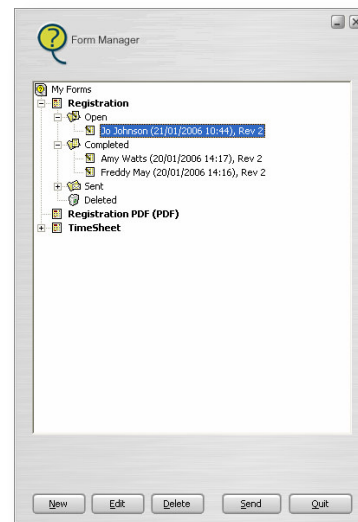 Form Manager
My Forms
Registration
Open
Jo Johnson (21/01/2006 10:44), Rev 2
Completed
Amy Watts (20/01/2006 14:17), Rev 2
Freddy May (20/01/2006 14:16), Rev 2
Sent
Deleted
Registration PDF (PDF)
TimeSheet
New Edit Delete Send Quit